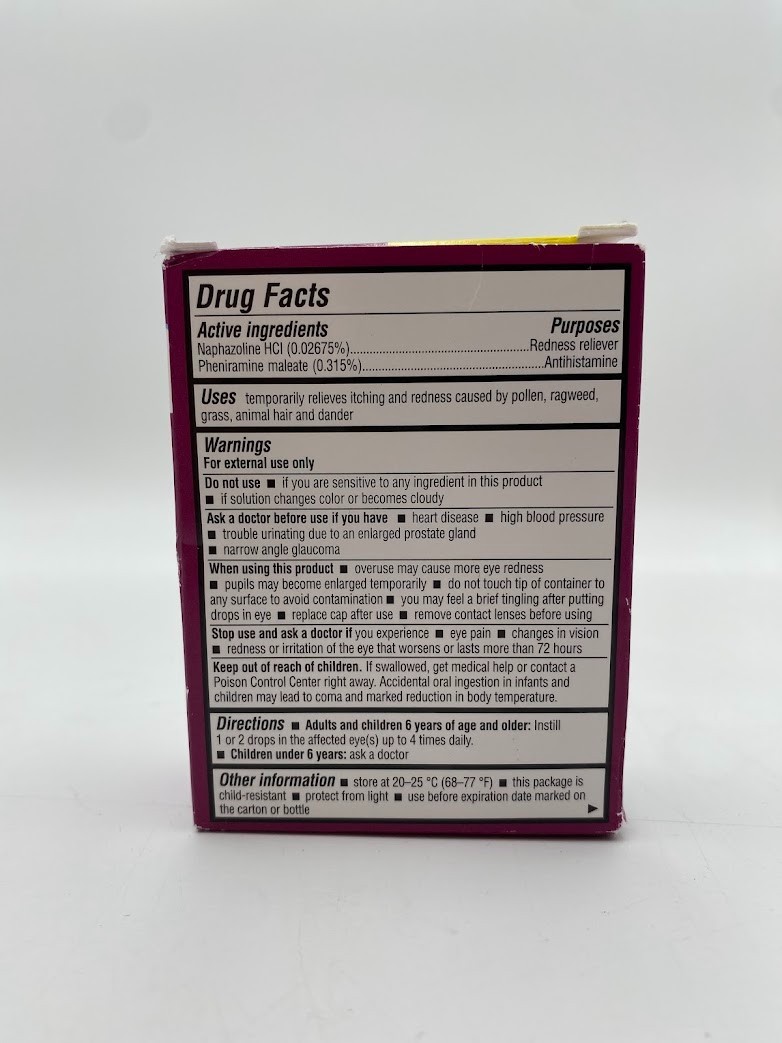 Drug Facts
Active ingredients Purposes
Naphazoline HCl (0.02675%)..........................................Redness reliever
Pheniramine maleate (0.315%)..........................................Antihistamine
Uses temporarily relieves itching and redness caused by pollen, ragweed,
grass, animal hair and dander
Warnings
For external use only
Do not use ■ if you are sensitive to any ingredient in this product
■ if solution changes color or becomes cloudy
Ask a doctor before use if you have ■ heart disease ■ high blood pressure
■ trouble urinating due to an enlarged prostate gland
■ narrow angle glaucoma
When using this product ■ overuse may cause more eye redness
■ pupils may become enlarged temporarily ■ do not touch tip of container to
any surface to avoid contamination ■ you may feel a brief tingling after putting
drops in eye ■ replace cap after use ■ remove contact lenses before using
Stop use and ask a doctor if you experience ■ eye pain ■ changes in vision
■ redness or irritation of the eye that worsens or lasts more than 72 hours
Keep out of reach of children. If swallowed, get medical help or contact a
Poison Control Center right away. Accidental oral ingestion in infants and
children may lead to coma and marked reduction in body temperature.
Directions ■ Adults and children 6 years of age and older: Instill
1 or 2 drops in the affected eye(s) up to 4 times daily.
■ Children under 6 years: ask a doctor
Other information ■ store at 20–25 °C (68–77 °F) ■ this package is
child-resistant ■ protect from light ■ use before expiration date marked on
the carton or bottle ▶